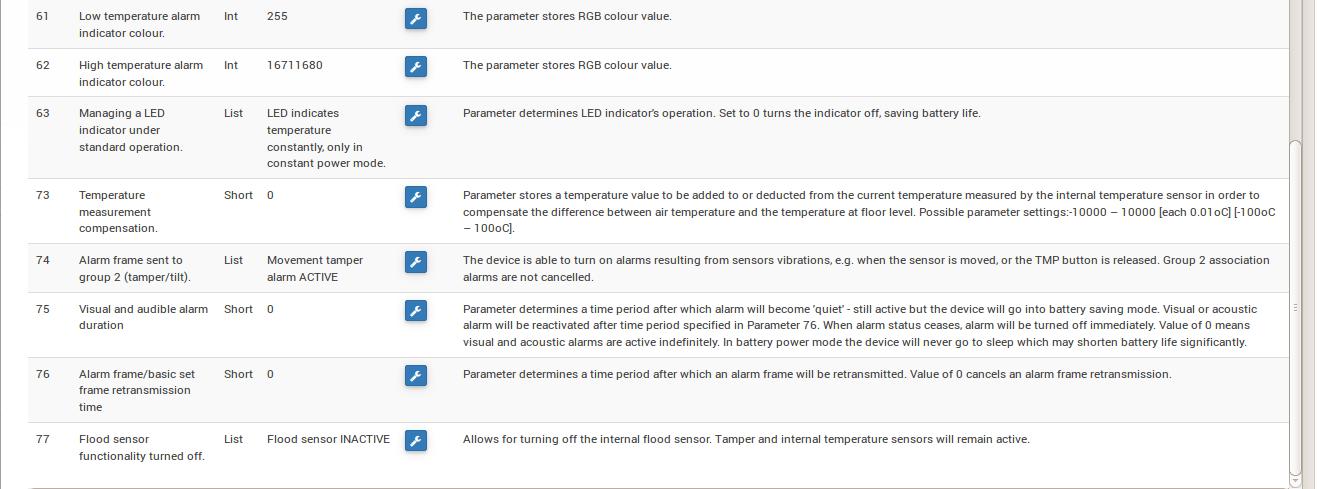 61 Low temperature alarm Int 255 The parameter stores RGB colour value.
indicator colour.
62 High temperature alarm Int 16711680 The parameter stores RGB colour value.
indicator colour.
63 Managing a LED List LED indicates Parameter determines LED indicator's operation. Set to 0 turns the indicator off, saving battery life.
indicator under temperature
standard operation. constantly, only in
constant power mode.
73 Temperature Short 0 Parameter stores a temperature value to be added to or deducted from the current temperature measured by the internal temperature sensor in order to
measurement compensate the difference between air temperature and the temperature at floor level. Possible parameter settings:-10000 – 10000 [each 0.01oC] [-100oC
compensation. – 100oC].
74 Alarm frame sent to List Movement tamper The device is able to turn on alarms resulting from sensors vibrations, e.g. when the sensor is moved, or the TMP button is released. Group 2 association
group 2 (tamper/tilt). alarm ACTIVE alarms are not cancelled.
75 Visual and audible alarm Short 0 Parameter determines a time period after which alarm will become 'quiet' - still active but the device will go into battery saving mode. Visual or acoustic
duration alarm will be reactivated after time period specified in Parameter 76. When alarm status ceases, alarm will be turned off immediately. Value of 0 means
visual and acoustic alarms are active indefinitely. In battery power mode the device will never go to sleep which may shorten battery life significantly.
76 Alarm frame/basic set Short 0 Parameter determines a time period after which an alarm frame will be retransmitted. Value of 0 cancels an alarm frame retransmission.
frame retransmission
time
77 Flood sensor List Flood sensor INACTIVE Allows for turning off the internal flood sensor. Tamper and internal temperature sensors will remain active.
functionality turned off.